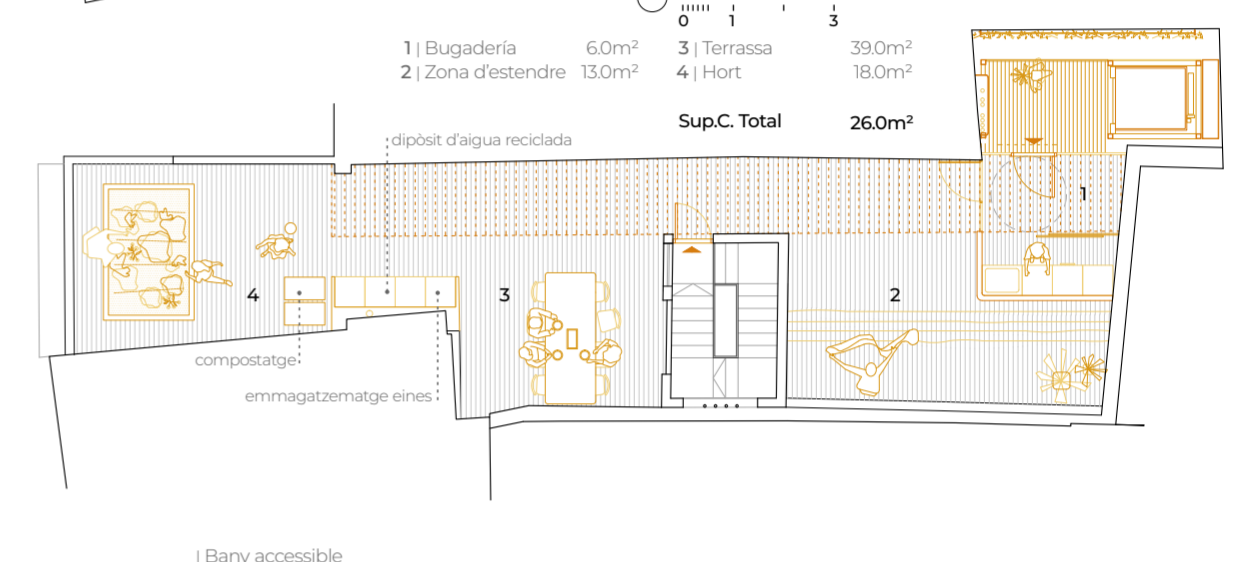 0 1 3
1 | Bugadería 6.0m² 3 | Terrassa 39.0m²
2 | Zona d'estendre 13.0m² 4 | Hort 18.0m²
Sup.C. Total 26.0m²
dipòsit d'aigua reciclada
1
4
3
2
compostatge
emmagatzematge eines
| Bany accessible